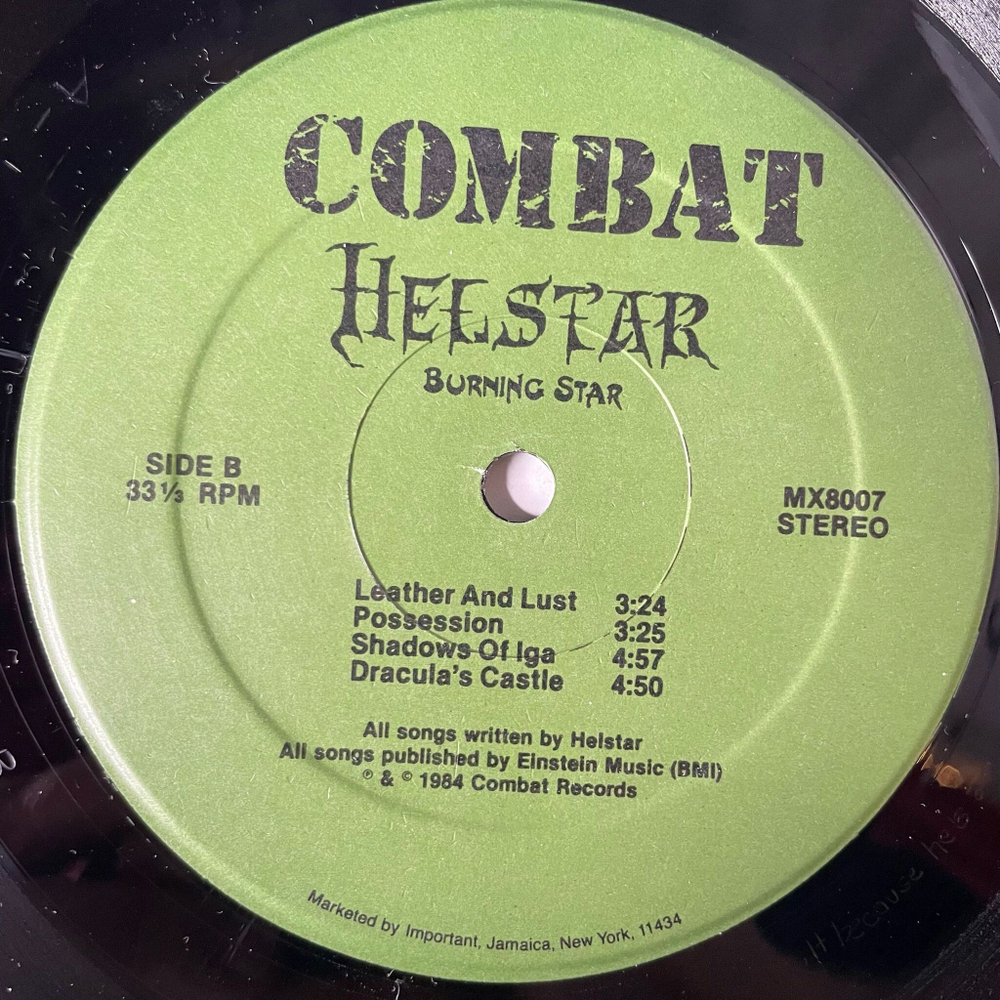 COMBAT
HELSTAR
BURNING STAR
SIDE B
33⅓ RPM
MX8007
STEREO
Leather And Lust 3:24
Possession 3:25
Shadows Of Iga 4:57
Dracula's Castle 4:50
All songs written by Helstar
All songs published by Einstein Music (BMI)
℗ & © 1984 Combat Records
Marketed by Important, Jamaica, New York, 11434
because he